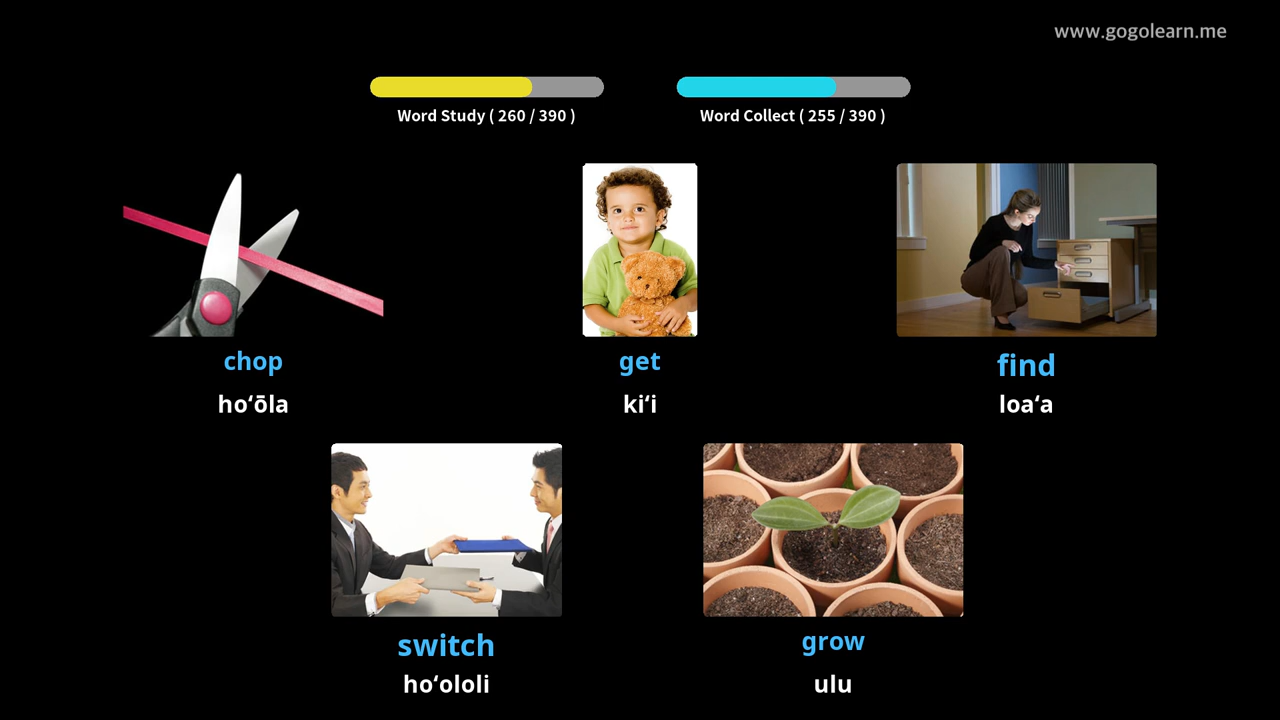 www.gogolearn.me
Word Study ( 260 / 390 )
Word Collect ( 255 / 390 )
chop
hoʻōla
get
kiʻi
find
loaʻa
switch
hoʻololi
grow
ulu